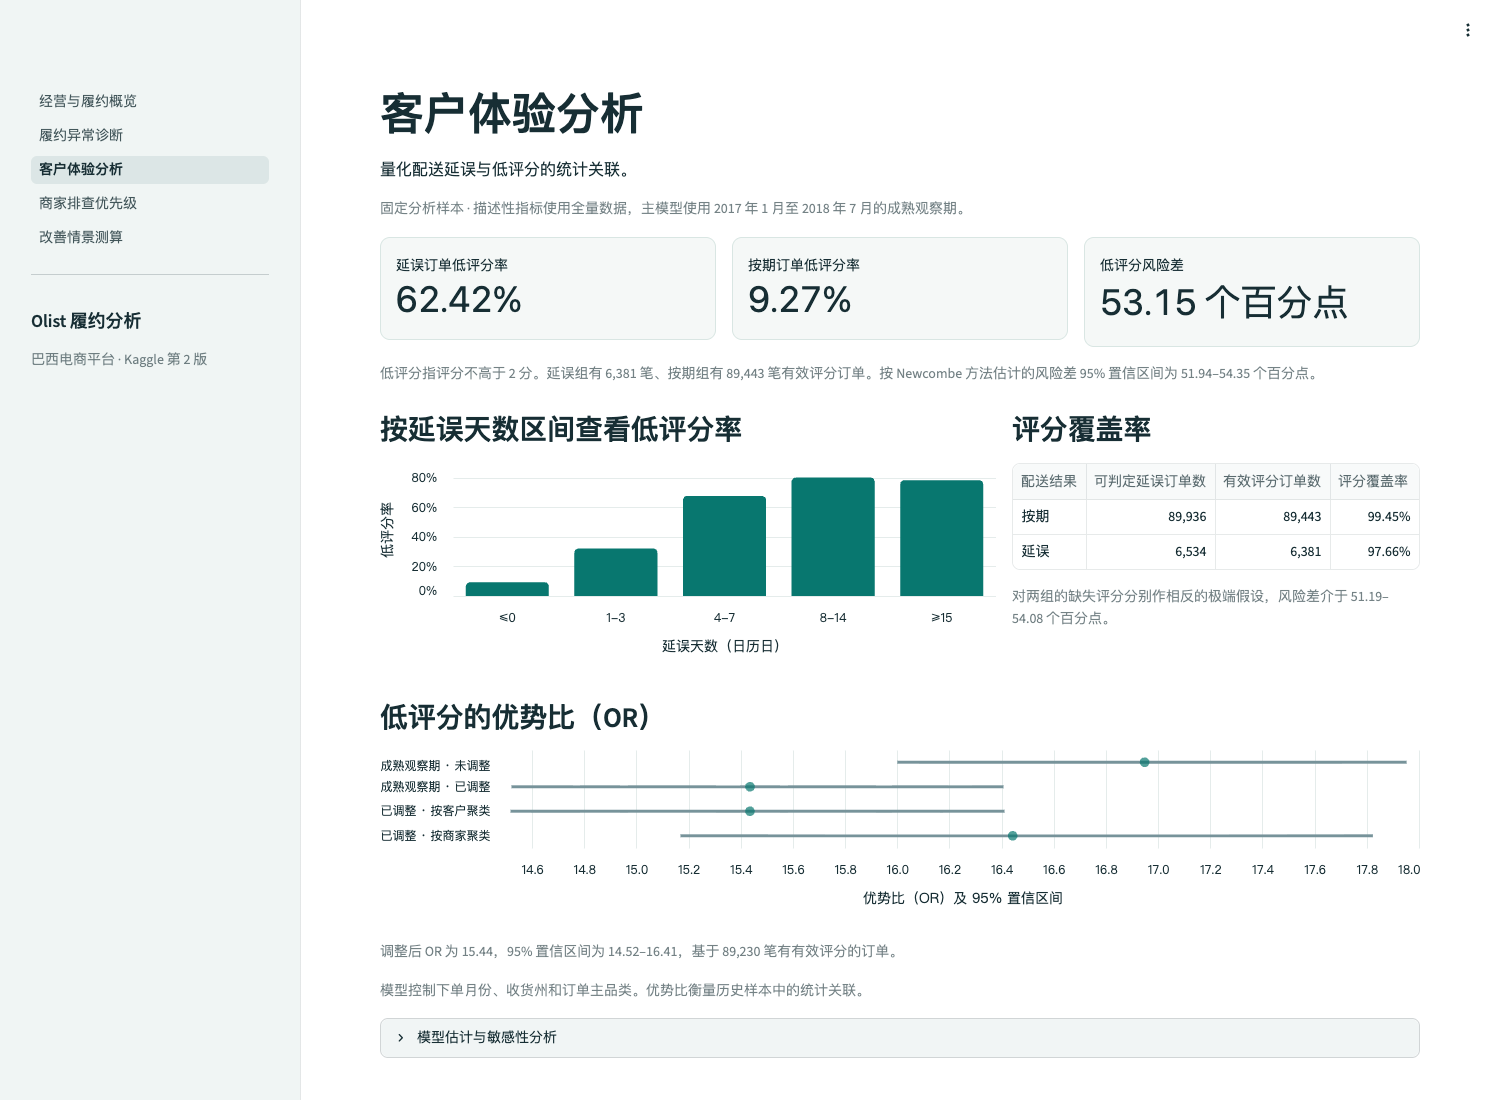 经营与履约概览
履约异常诊断
客户体验分析
商家排查优先级
改善情景测算
Olist 履约分析
巴西电商平台 · Kaggle 第 2 版
客户体验分析
量化配送延误与低评分的统计关联。
固定分析样本 · 描述性指标使用全量数据，主模型使用 2017 年 1 月至 2018 年 7 月的成熟观察期。
延误订单低评分率
62.42%
按期订单低评分率
9.27%
低评分风险差
53.15 个百分点
低评分指评分不高于 2 分。延误组有 6,381 笔、按期组有 89,443 笔有效评分订单。按 Newcombe 方法估计的风险差 95% 置信区间为 51.94–54.35 个百分点。
按延误天数区间查看低评分率
低评分率
80%
60%
40%
20%
0%
≤0 1–3 4–7 8–14 ≥15
延误天数（日历日）
评分覆盖率
配送结果 可判定延误订单数 有效评分订单数 评分覆盖率
按期 89,936 89,443 99.45%
延误 6,534 6,381 97.66%
对两组的缺失评分分别作相反的极端假设，风险差介于 51.19–
54.08 个百分点。
低评分的优势比（OR）
成熟观察期 · 未调整
成熟观察期 · 已调整
已调整 · 按客户聚类
已调整 · 按商家聚类
14.6 14.8 15.0 15.2 15.4 15.6 15.8 16.0 16.2 16.4 16.6 16.8 17.0 17.2 17.4 17.6 17.8 18.0
优势比（OR）及 95% 置信区间
调整后 OR 为 15.44，95% 置信区间为 14.52–16.41，基于 89,230 笔有有效评分的订单。
模型控制下单月份、收货州和订单主品类。优势比衡量历史样本中的统计关联。
模型估计与敏感性分析